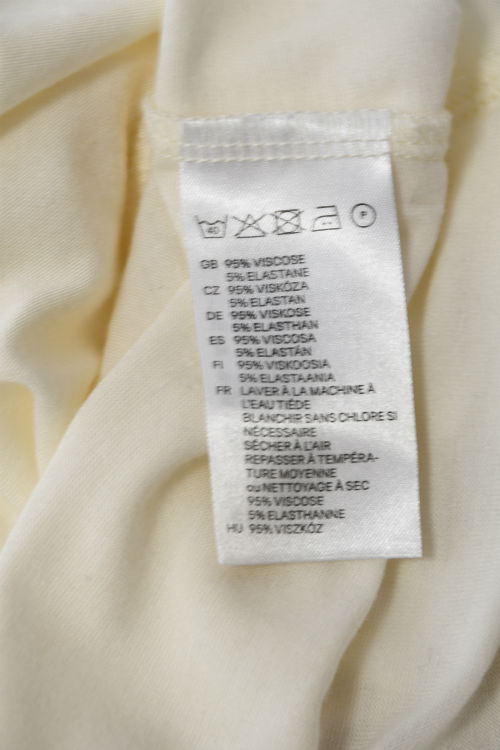 40 P
GB 95% VISCOSE
5% ELASTANE
CZ 95% VISKÓZA
5% ELASTAN
DE 95% VISKOSE
5% ELASTHAN
ES 95% VISCOSA
5% ELASTÁN
FI 95% VISKOOSIA
5% ELASTAANIA
FR LAVER À LA MACHINE À
L'EAU TIÈDE
BLANCHIR SANS CHLORE SI
NÉCESSAIRE
SÉCHER À L'AIR
REPASSER À TEMPÉRA-
TURE MOYENNE
ou NETTOYAGE À SEC
95% VISCOSE
5% ELASTHANNE
HU 95% VISZKÓZ